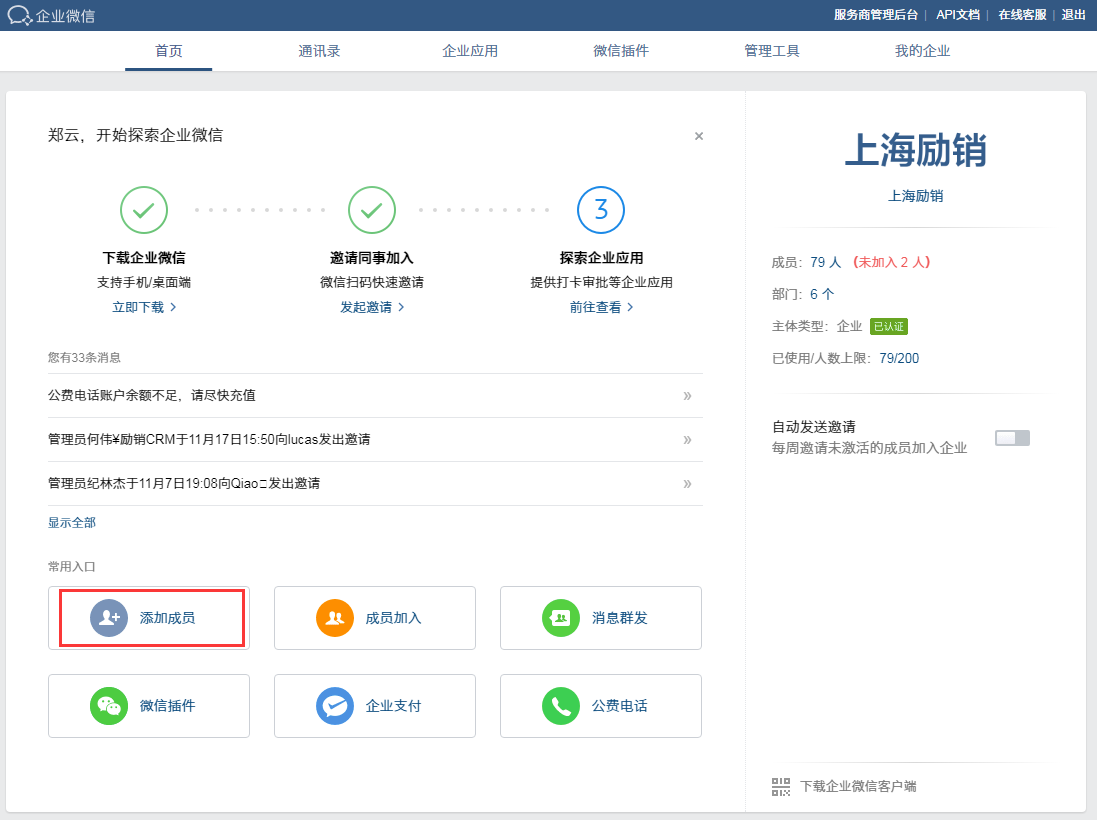 企业微信
服务商管理后台 | API文档 | 在线客服 | 退出
首页 通讯录 企业应用 微信插件 管理工具 我的企业
郑云，开始探索企业微信 ×
3
下载企业微信 邀请同事加入 探索企业应用
支持手机/桌面端 微信扫码快速邀请 提供打卡审批等企业应用
立即下载 > 发起邀请 > 前往查看 >
您有33条消息
公费电话账户余额不足，请尽快充值 »
管理员何伟¥励销CRM于11月17日15:50向lucas发出邀请 »
管理员纪林杰于11月7日19:08向Qiao发出邀请 »
显示全部
常用入口
添加成员 成员加入 消息群发
微信插件 企业支付 公费电话
上海励销
上海励销
成员：79 人 （未加入 2 人）
部门：6 个
主体类型：企业 已认证
已使用/人数上限：79/200
自动发送邀请
每周邀请未激活的成员加入企业
下载企业微信客户端